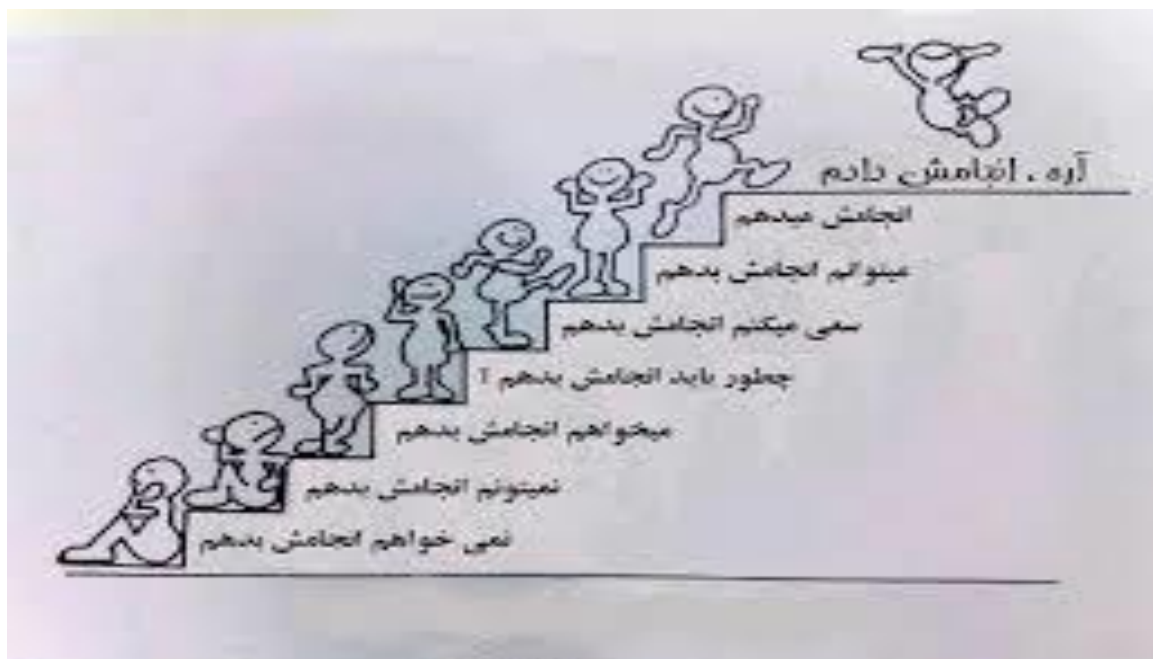 آره ، انجامش دادم
انجامش میدهم
میتوانم انجامش بدهم
سعی میکنم انجامش بدهم
چطور باید انجامش بدهم ؟
میخواهم انجامش بدهم
نمیتونم انجامش بدهم
نمی خواهم انجامش بدهم